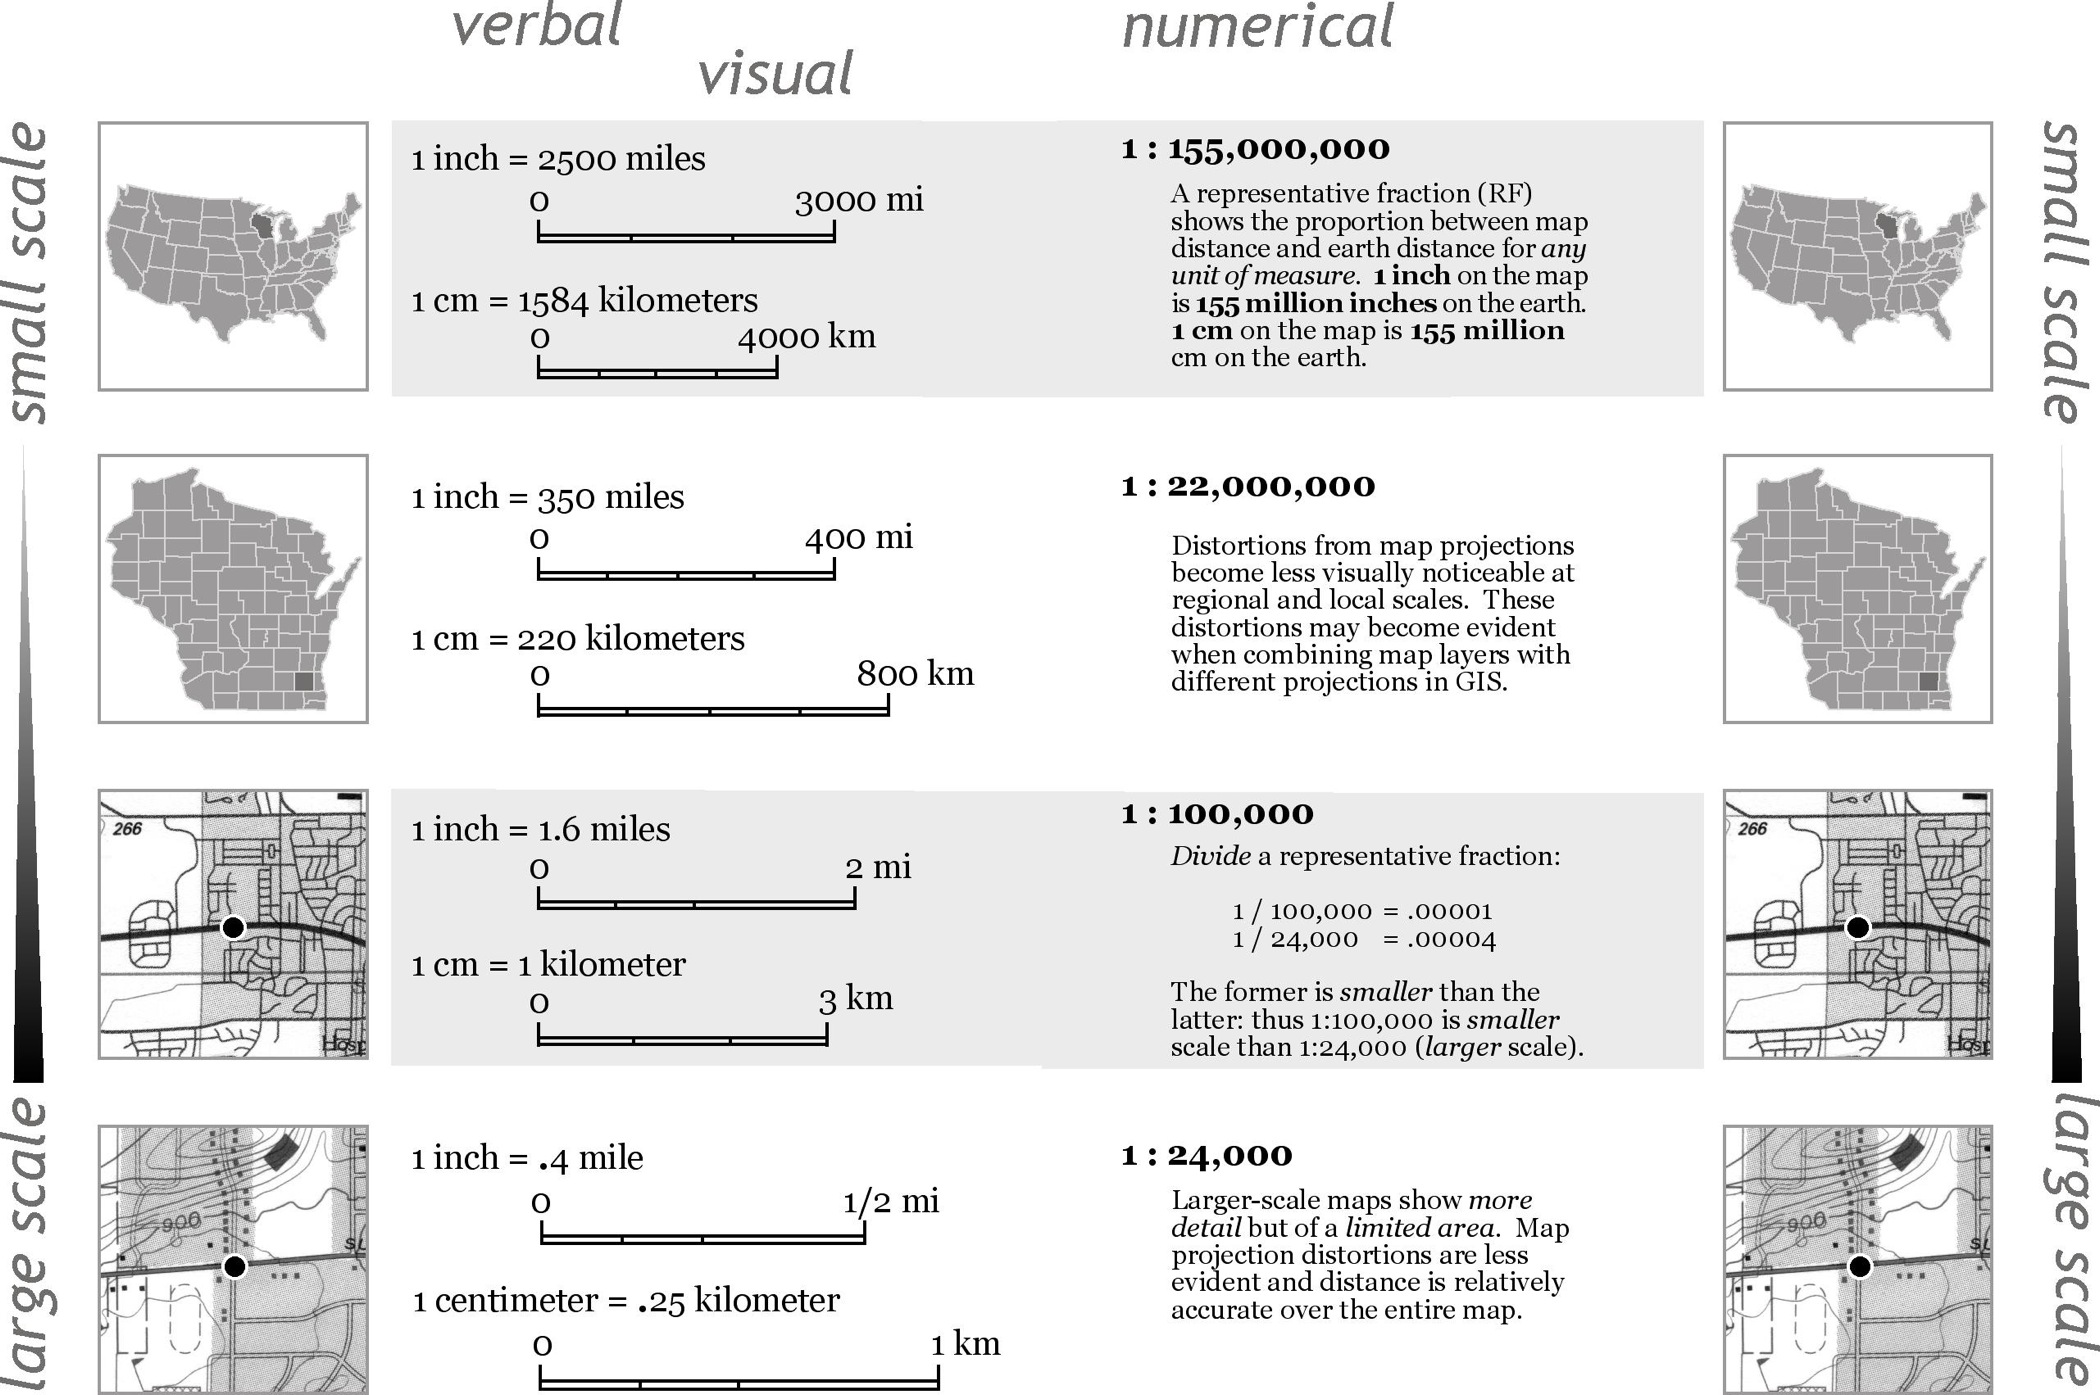 verbal
visual
numerical
small scale
small scale
1 inch = 2500 miles
0 3000 mi
1 cm = 1584 kilometers
0 4000 km
1 : 155,000,000
A representative fraction (RF)
shows the proportion between map
distance and earth distance for any
unit of measure. 1 inch on the map
is 155 million inches on the earth.
1 cm on the map is 155 million
cm on the earth.
1 inch = 350 miles
0 400 mi
1 cm = 220 kilometers
0 800 km
1 : 22,000,000
Distortions from map projections
become less visually noticeable at
regional and local scales. These
distortions may become evident
when combining map layers with
different projections in GIS.
266
Hosp
1 inch = 1.6 miles
0 2 mi
1 cm = 1 kilometer
0 3 km
1 : 100,000
Divide a representative fraction:
1 / 100,000 = .00001
1 / 24,000 = .00004
The former is smaller than the
latter: thus 1:100,000 is smaller
scale than 1:24,000 (larger scale).
266
Hosp
large scale
large scale
900
1 inch = .4 mile
0 1/2 mi
1 centimeter = .25 kilometer
0 1 km
1 : 24,000
Larger-scale maps show more
detail but of a limited area. Map
projection distortions are less
evident and distance is relatively
accurate over the entire map.
900